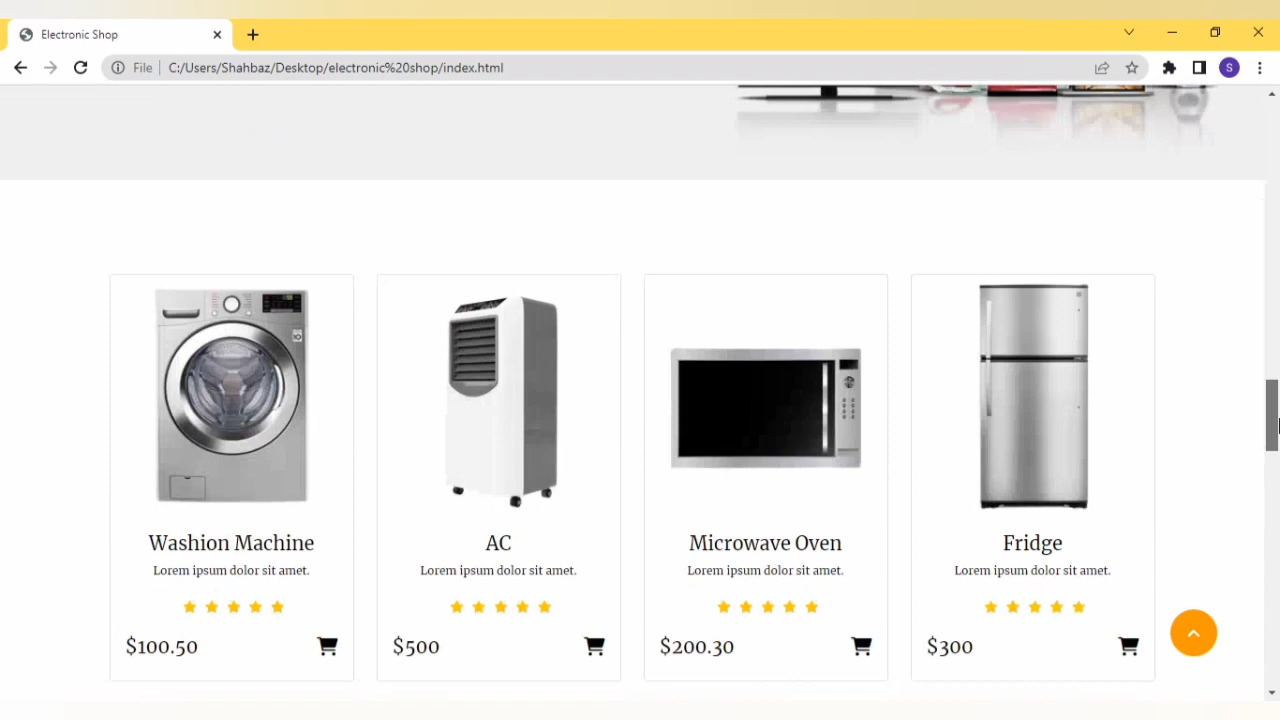 Electronic Shop
File C:/Users/Shahbaz/Desktop/electronic%20shop/index.html
S
Washion Machine
Lorem ipsum dolor sit amet.
$100.50
AC
Lorem ipsum dolor sit amet.
$500
Microwave Oven
Lorem ipsum dolor sit amet.
$200.30
Fridge
Lorem ipsum dolor sit amet.
$300